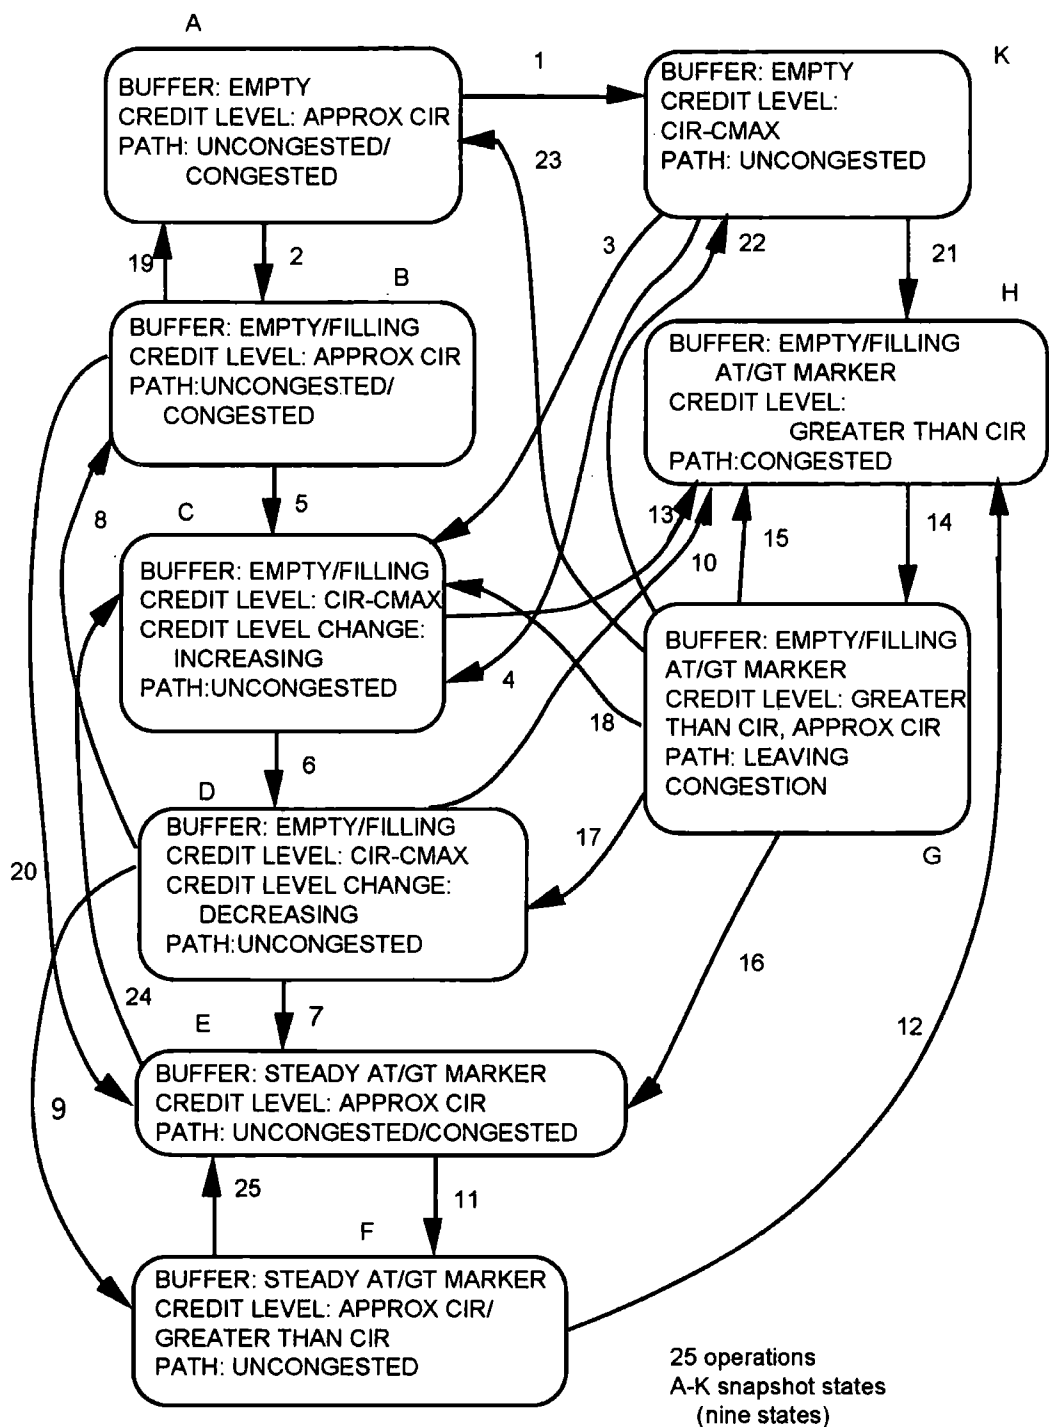 A
BUFFER: EMPTY
CREDIT LEVEL: APPROX CIR
PATH: UNCONGESTED/
CONGESTED
1
K
BUFFER: EMPTY
CREDIT LEVEL:
CIR-CMAX
PATH: UNCONGESTED
23
19
2
3
22
21
B
BUFFER: EMPTY/FILLING
CREDIT LEVEL: APPROX CIR
PATH:UNCONGESTED/
CONGESTED
H
BUFFER: EMPTY/FILLING
AT/GT MARKER
CREDIT LEVEL:
GREATER THAN CIR
PATH:CONGESTED
8
5
13
10
15
14
C
BUFFER: EMPTY/FILLING
CREDIT LEVEL: CIR-CMAX
CREDIT LEVEL CHANGE:
INCREASING
PATH:UNCONGESTED
4
18
BUFFER: EMPTY/FILLING
AT/GT MARKER
CREDIT LEVEL: GREATER
THAN CIR, APPROX CIR
PATH: LEAVING
CONGESTION
G
6
D
BUFFER: EMPTY/FILLING
CREDIT LEVEL: CIR-CMAX
CREDIT LEVEL CHANGE:
DECREASING
PATH:UNCONGESTED
17
20
16
24
7
12
E
BUFFER: STEADY AT/GT MARKER
CREDIT LEVEL: APPROX CIR
PATH: UNCONGESTED/CONGESTED
9
25
11
F
BUFFER: STEADY AT/GT MARKER
CREDIT LEVEL: APPROX CIR/
GREATER THAN CIR
PATH: UNCONGESTED
25 operations
A-K snapshot states
(nine states)